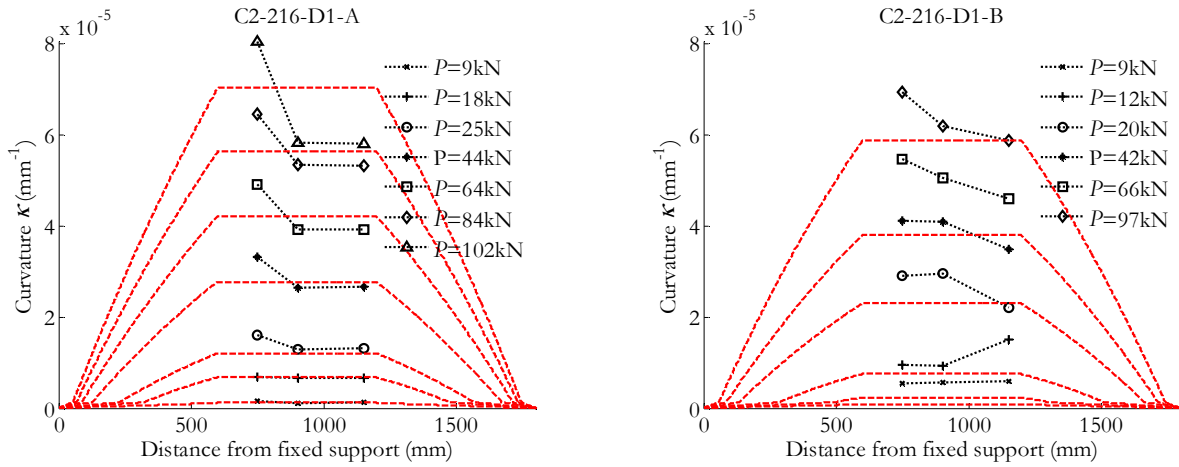 C2-216-D1-A
x 10⁻⁵
8
6
4
2
0
Curvature κ (mm⁻¹)
P=9kN
P=18kN
P=25kN
P=44kN
P=64kN
P=84kN
P=102kN
0 500 1000 1500
Distance from fixed support (mm)
C2-216-D1-B
x 10⁻⁵
8
6
4
2
0
Curvature κ (mm⁻¹)
P=9kN
P=12kN
P=20kN
P=42kN
P=66kN
P=97kN
0 500 1000 1500
Distance from fixed support (mm)